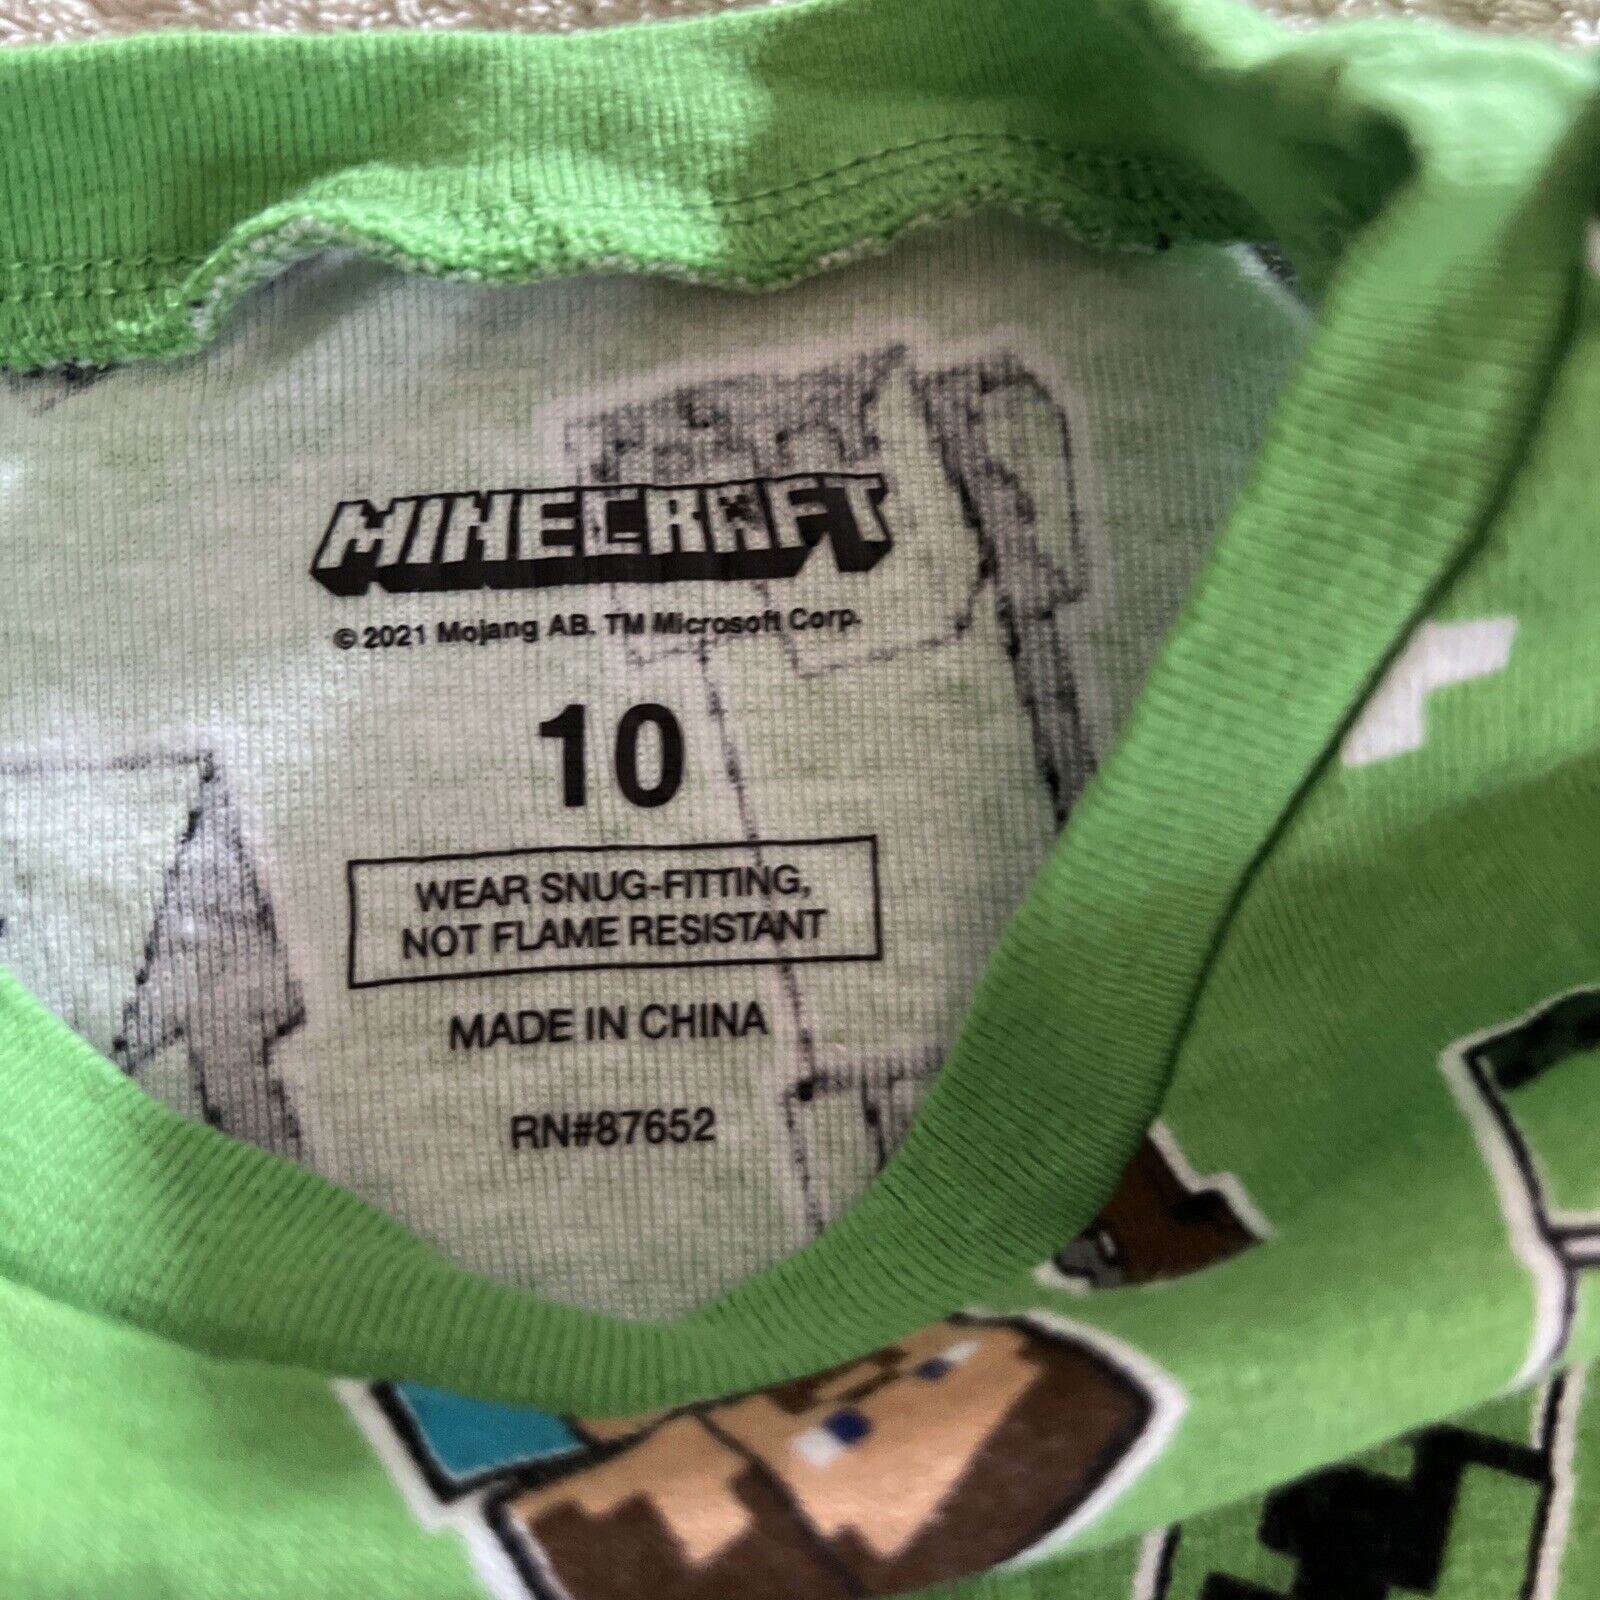 MINECRAFT
© 2021 Mojang AB. TM Microsoft Corp.
10
WEAR SNUG-FITTING,
NOT FLAME RESISTANT
MADE IN CHINA
RN#87652